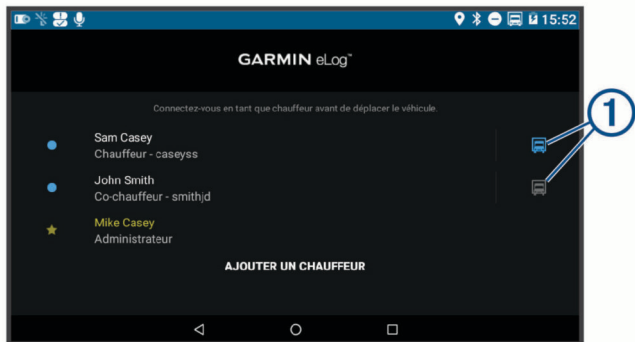 15:52
GARMIN eLog™
Connectez-vous en tant que chauffeur avant de déplacer le véhicule.
Sam Casey
Chauffeur - caseyss
John Smith
Co-chauffeur - smithjd
Mike Casey
Administrateur
AJOUTER UN CHAUFFEUR
1